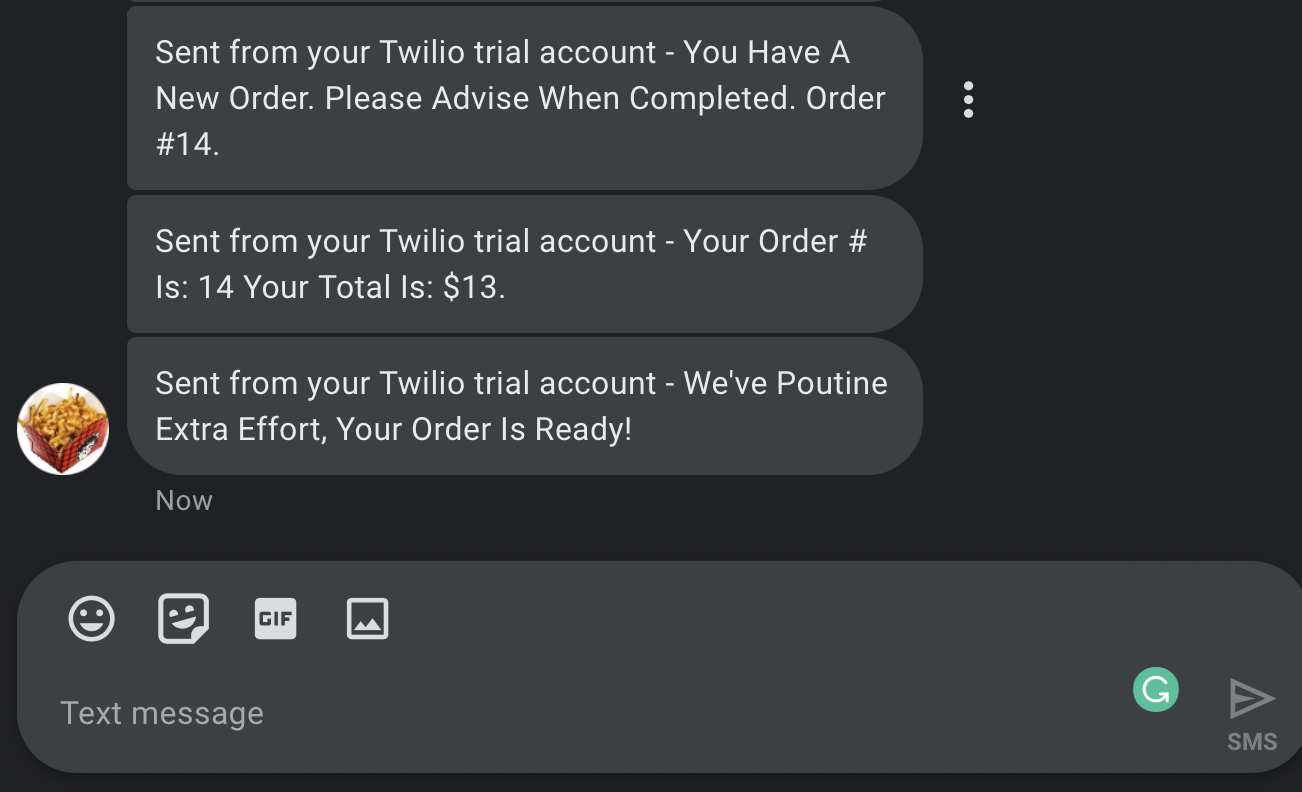 Sent from your Twilio trial account - You Have A
New Order. Please Advise When Completed. Order
#14.
Sent from your Twilio trial account - Your Order #
Is: 14 Your Total Is: $13.
Sent from your Twilio trial account - We've Poutine
Extra Effort, Your Order Is Ready!
Now
GIF
Text message
SMS